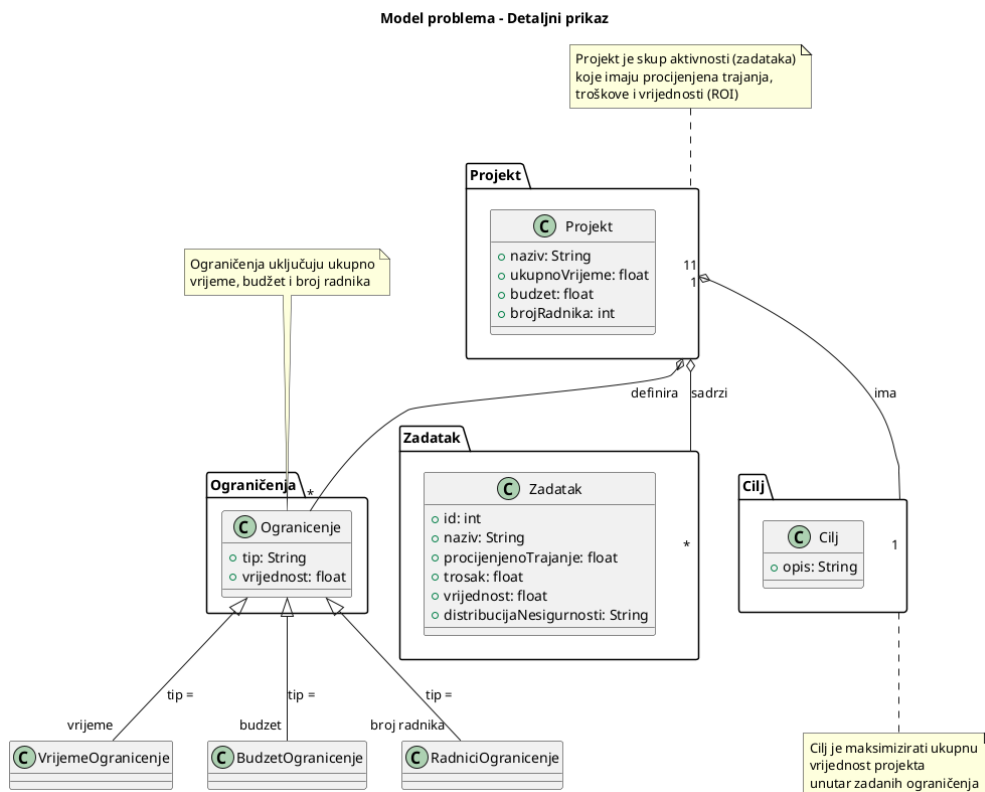 Model problema - Detaljni prikaz
Projekt je skup aktivnosti (zadataka)
koje imaju procijenjena trajanja,
troškove i vrijednosti (ROI)
Projekt
C Projekt
naziv: String
ukupnoVrijeme: float
budzet: float
brojRadnika: int
11
1
Ograničenja uključuju ukupno
vrijeme, budžet i broj radnika
definira
sadrzi
ima
Ograničenja
*
C Ogranicenje
tip: String
vrijednost: float
Zadatak
C Zadatak
id: int
naziv: String
procijenjenoTrajanje: float
trosak: float
vrijednost: float
distribucijaNesigurnosti: String
*
Cilj
C Cilj
opis: String
1
tip =
tip =
tip =
vrijeme
budzet
broj radnika
C VrijemeOgranicenje
C BudzetOgranicenje
C RadniciOgranicenje
Cilj je maksimizirati ukupnu
vrijednost projekta
unutar zadanih ograničenja